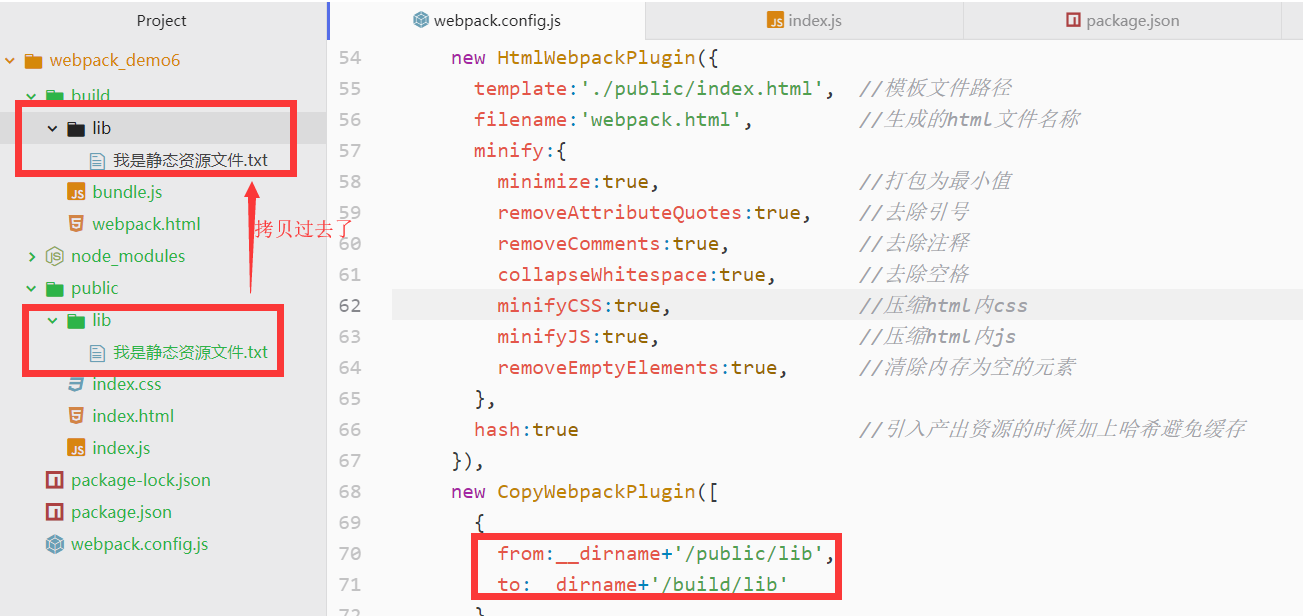 Project
webpack_demo6
build
lib
我是静态资源文件.txt
bundle.js
webpack.html
拷贝过去了
node_modules
public
lib
我是静态资源文件.txt
index.css
index.html
index.js
package-lock.json
package.json
webpack.config.js
webpack.config.js
index.js
package.json
54 new HtmlWebpackPlugin({
55 template:'./public/index.html', //模板文件路径
56 filename:'webpack.html', //生成的html文件名称
57 minify:{
58 minimize:true, //打包为最小值
59 removeAttributeQuotes:true, //去除引号
60 removeComments:true, //去除注释
61 collapseWhitespace:true, //去除空格
62 minifyCSS:true, //压缩html内css
63 minifyJS:true, //压缩html内js
64 removeEmptyElements:true, //清除内存为空的元素
65 },
66 hash:true //引入产出资源的时候加上哈希避免缓存
67 }),
68 new CopyWebpackPlugin([
69 {
70 from:__dirname+'/public/lib',
71 to:__dirname+'/build/lib'
72 }